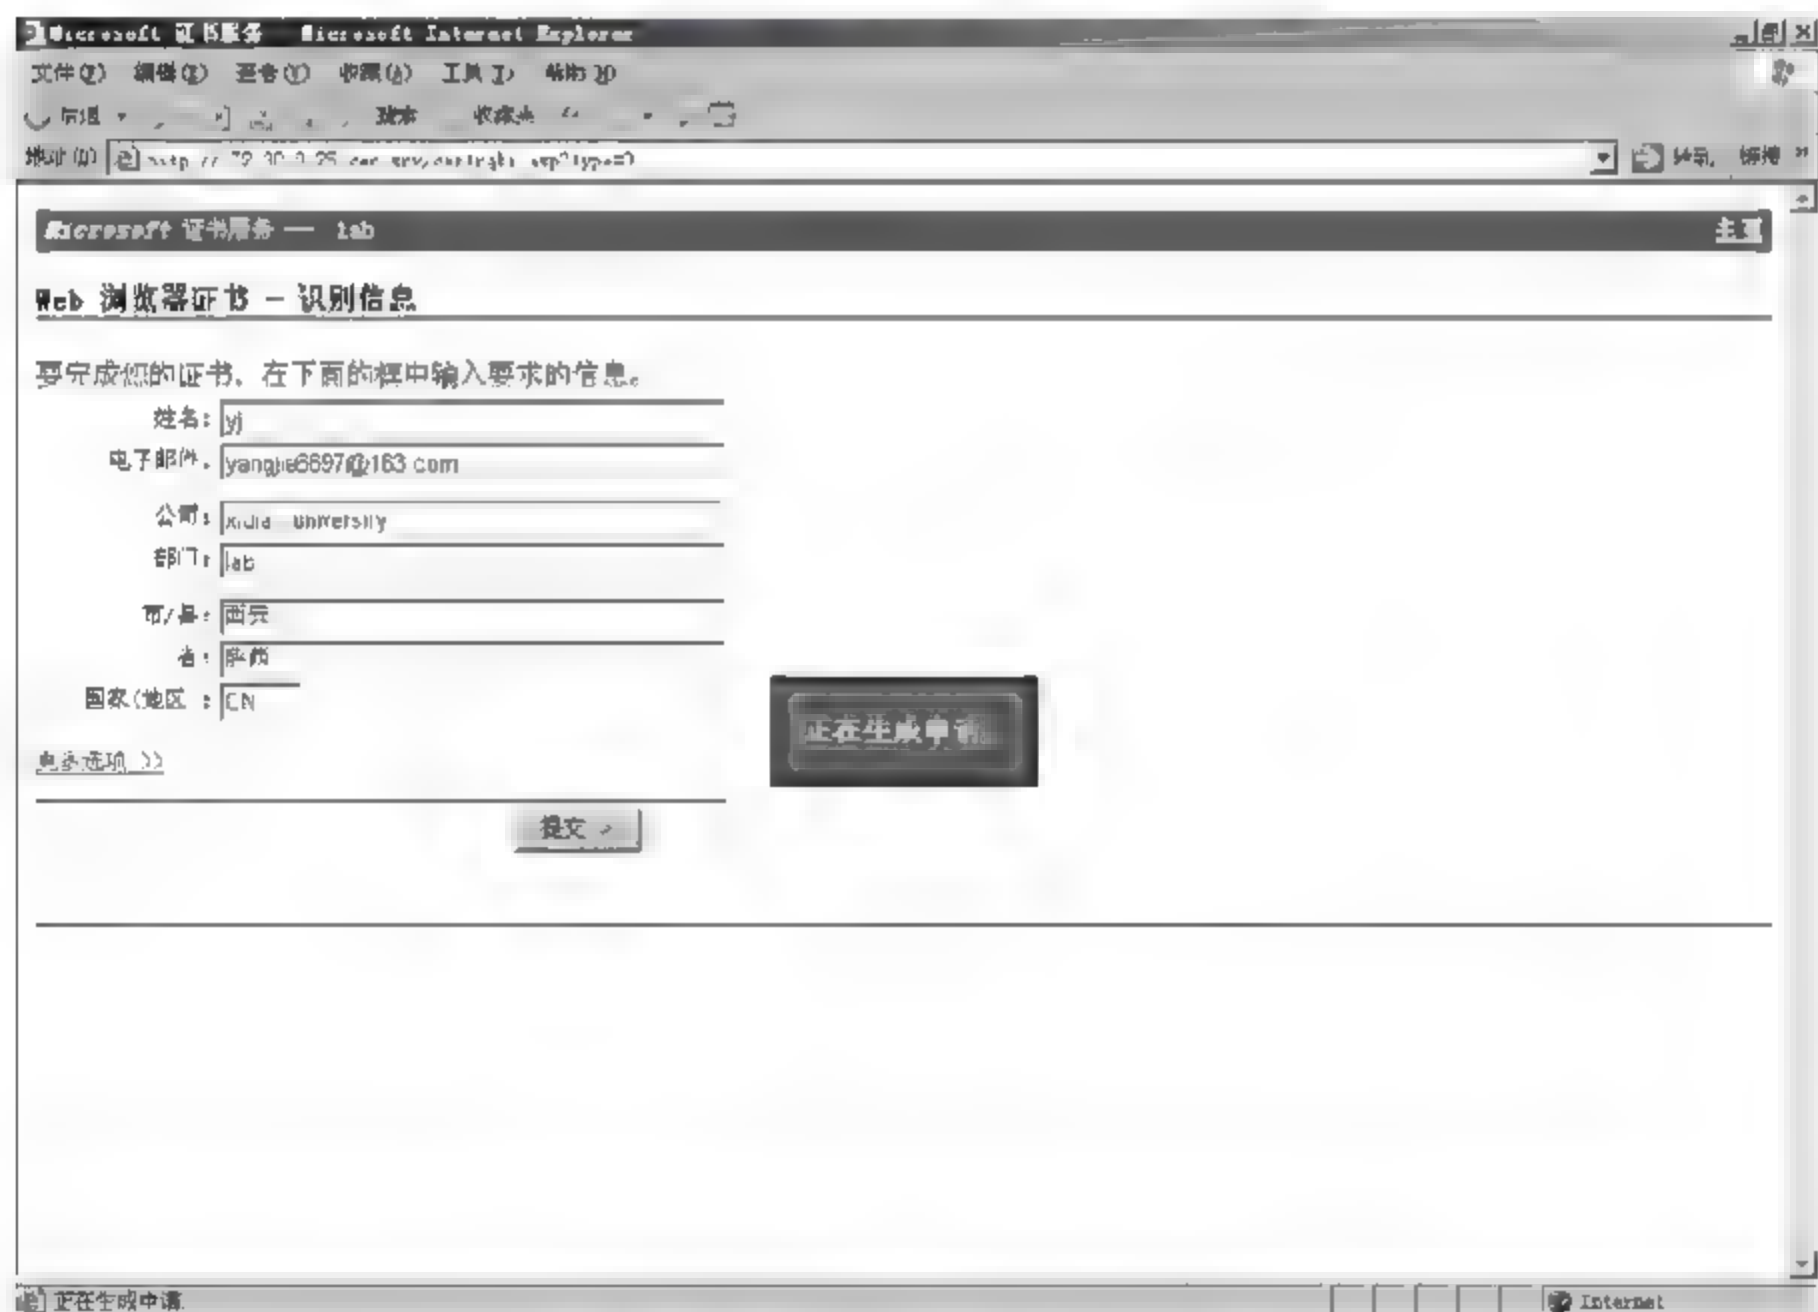 Microsoft 证书服务 Microsoft Internet Explorer
文件(F) 编辑(E) 查看(V) 收藏(A) 工具(T) 帮助(H)
后退 搜索 收藏夹
地址(D) 转到 链接 »
Microsoft 证书服务 — lab 主页
Web 浏览器证书 - 识别信息
要完成您的证书，在下面的框中输入要求的信息。
姓名: yj
电子邮件:
公司: university
部门: lab
市/县: 西安
省: 陕西
国家(地区): CN
更多选项 >>
正在生成申请
提交 >
正在生成申请 Internet